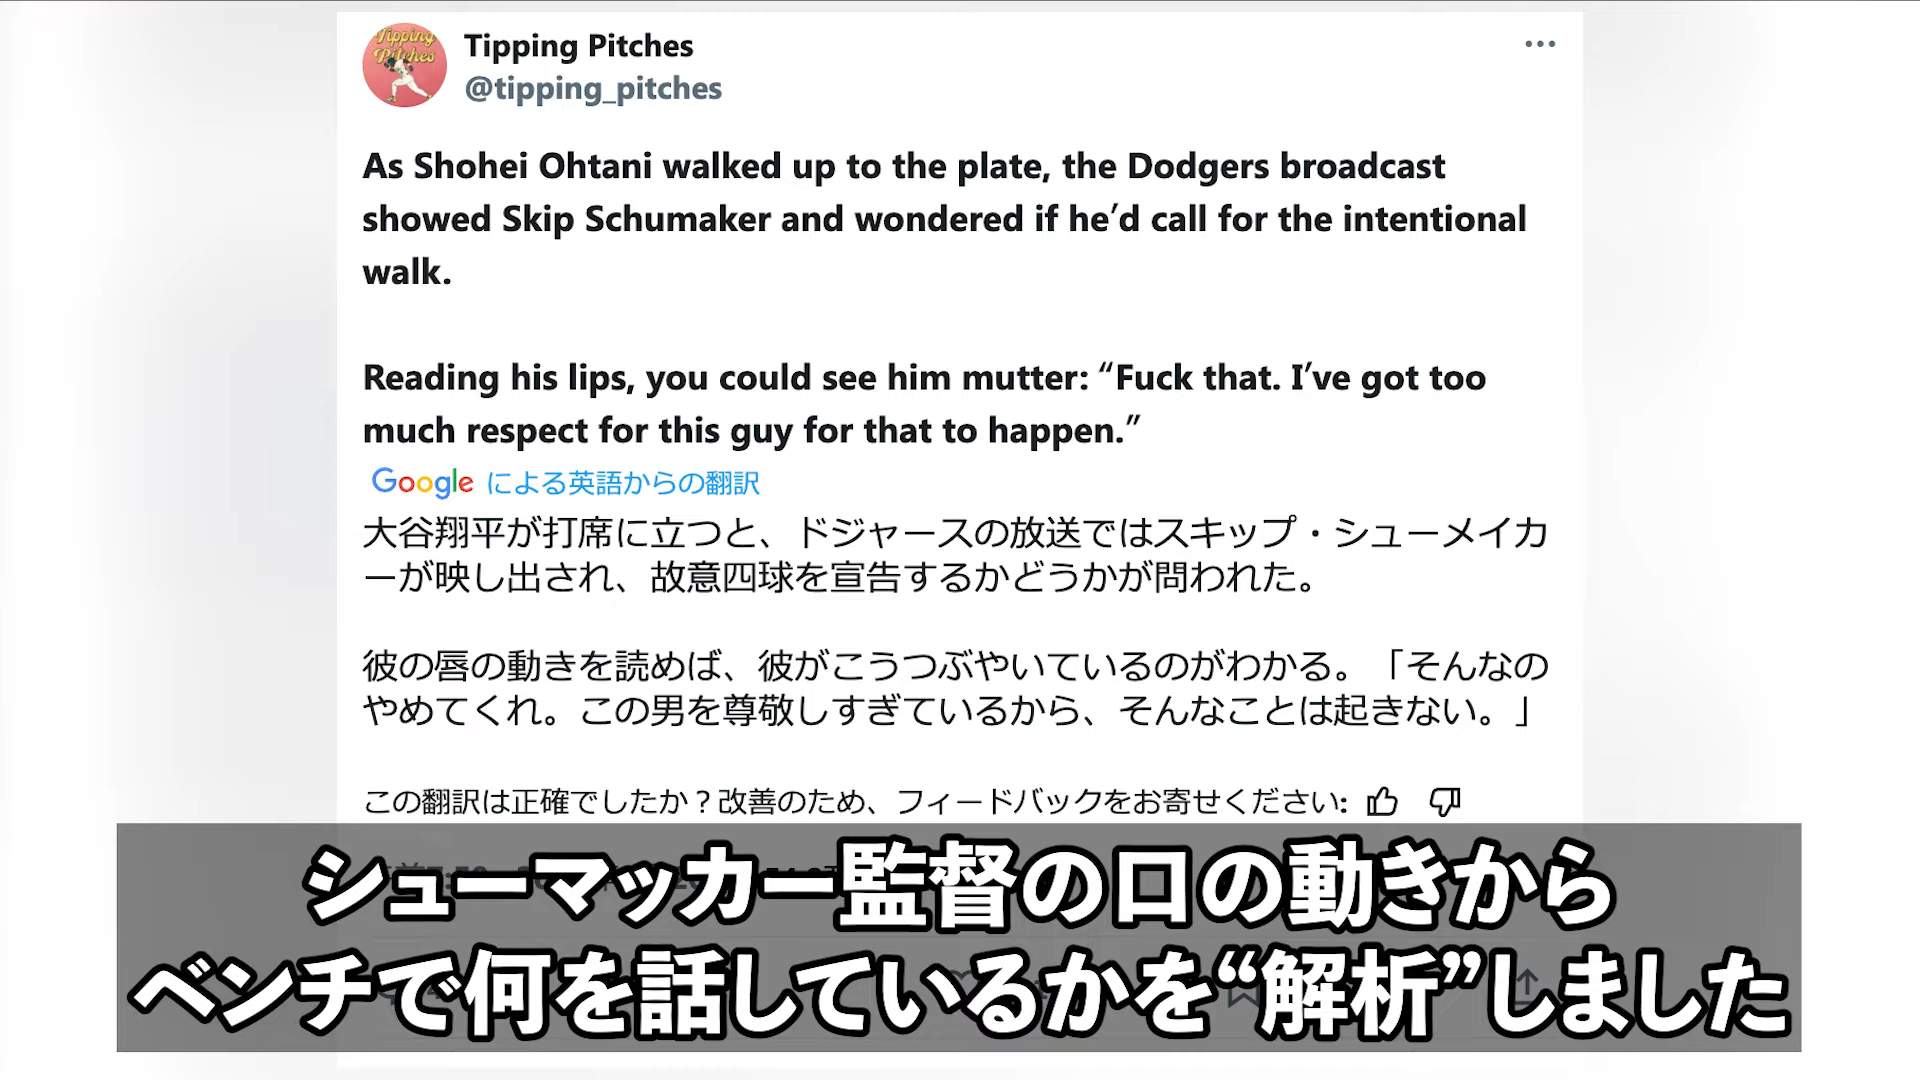 Tipping Pitches
Tipping Pitches
@tipping_pitches
As Shohei Ohtani walked up to the plate, the Dodgers broadcast
showed Skip Schumaker and wondered if he’d call for the intentional
walk.
Reading his lips, you could see him mutter: “Fuck that. I’ve got too
much respect for this guy for that to happen.”
Google による英語からの翻訳
大谷翔平が打席に立つと、ドジャースの放送ではスキップ・シューメイカ
ーが映し出され、故意四球を宣告するかどうかが問われた。
彼の唇の動きを読めば、彼がこうつぶやいているのがわかる。「そんなの
やめてくれ。この男を尊敬しすぎているから、そんなことは起きない。」
この翻訳は正確でしたか？改善のため、フィードバックをお寄せください:
シューマッカー監督の口の動きから
ベンチで何を話しているかを“解析”しました